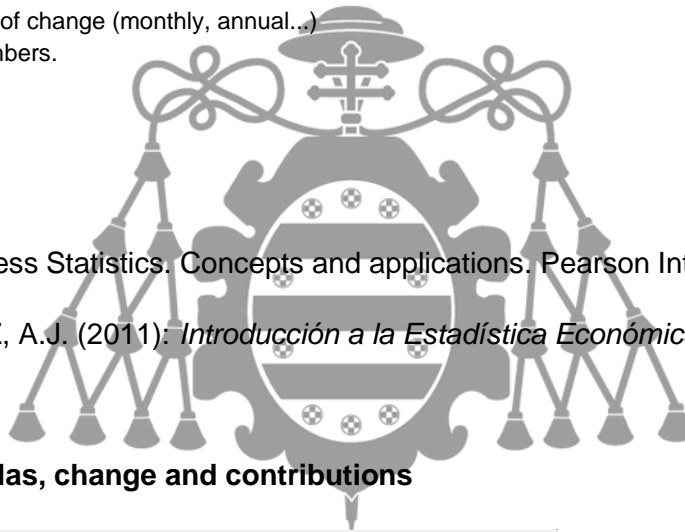 of change (monthly, annual...)
nbers.
ess Statistics. Concepts and applications. Pearson Int
, A.J. (2011): Introducción a la Estadística Económica
las, change and contributions